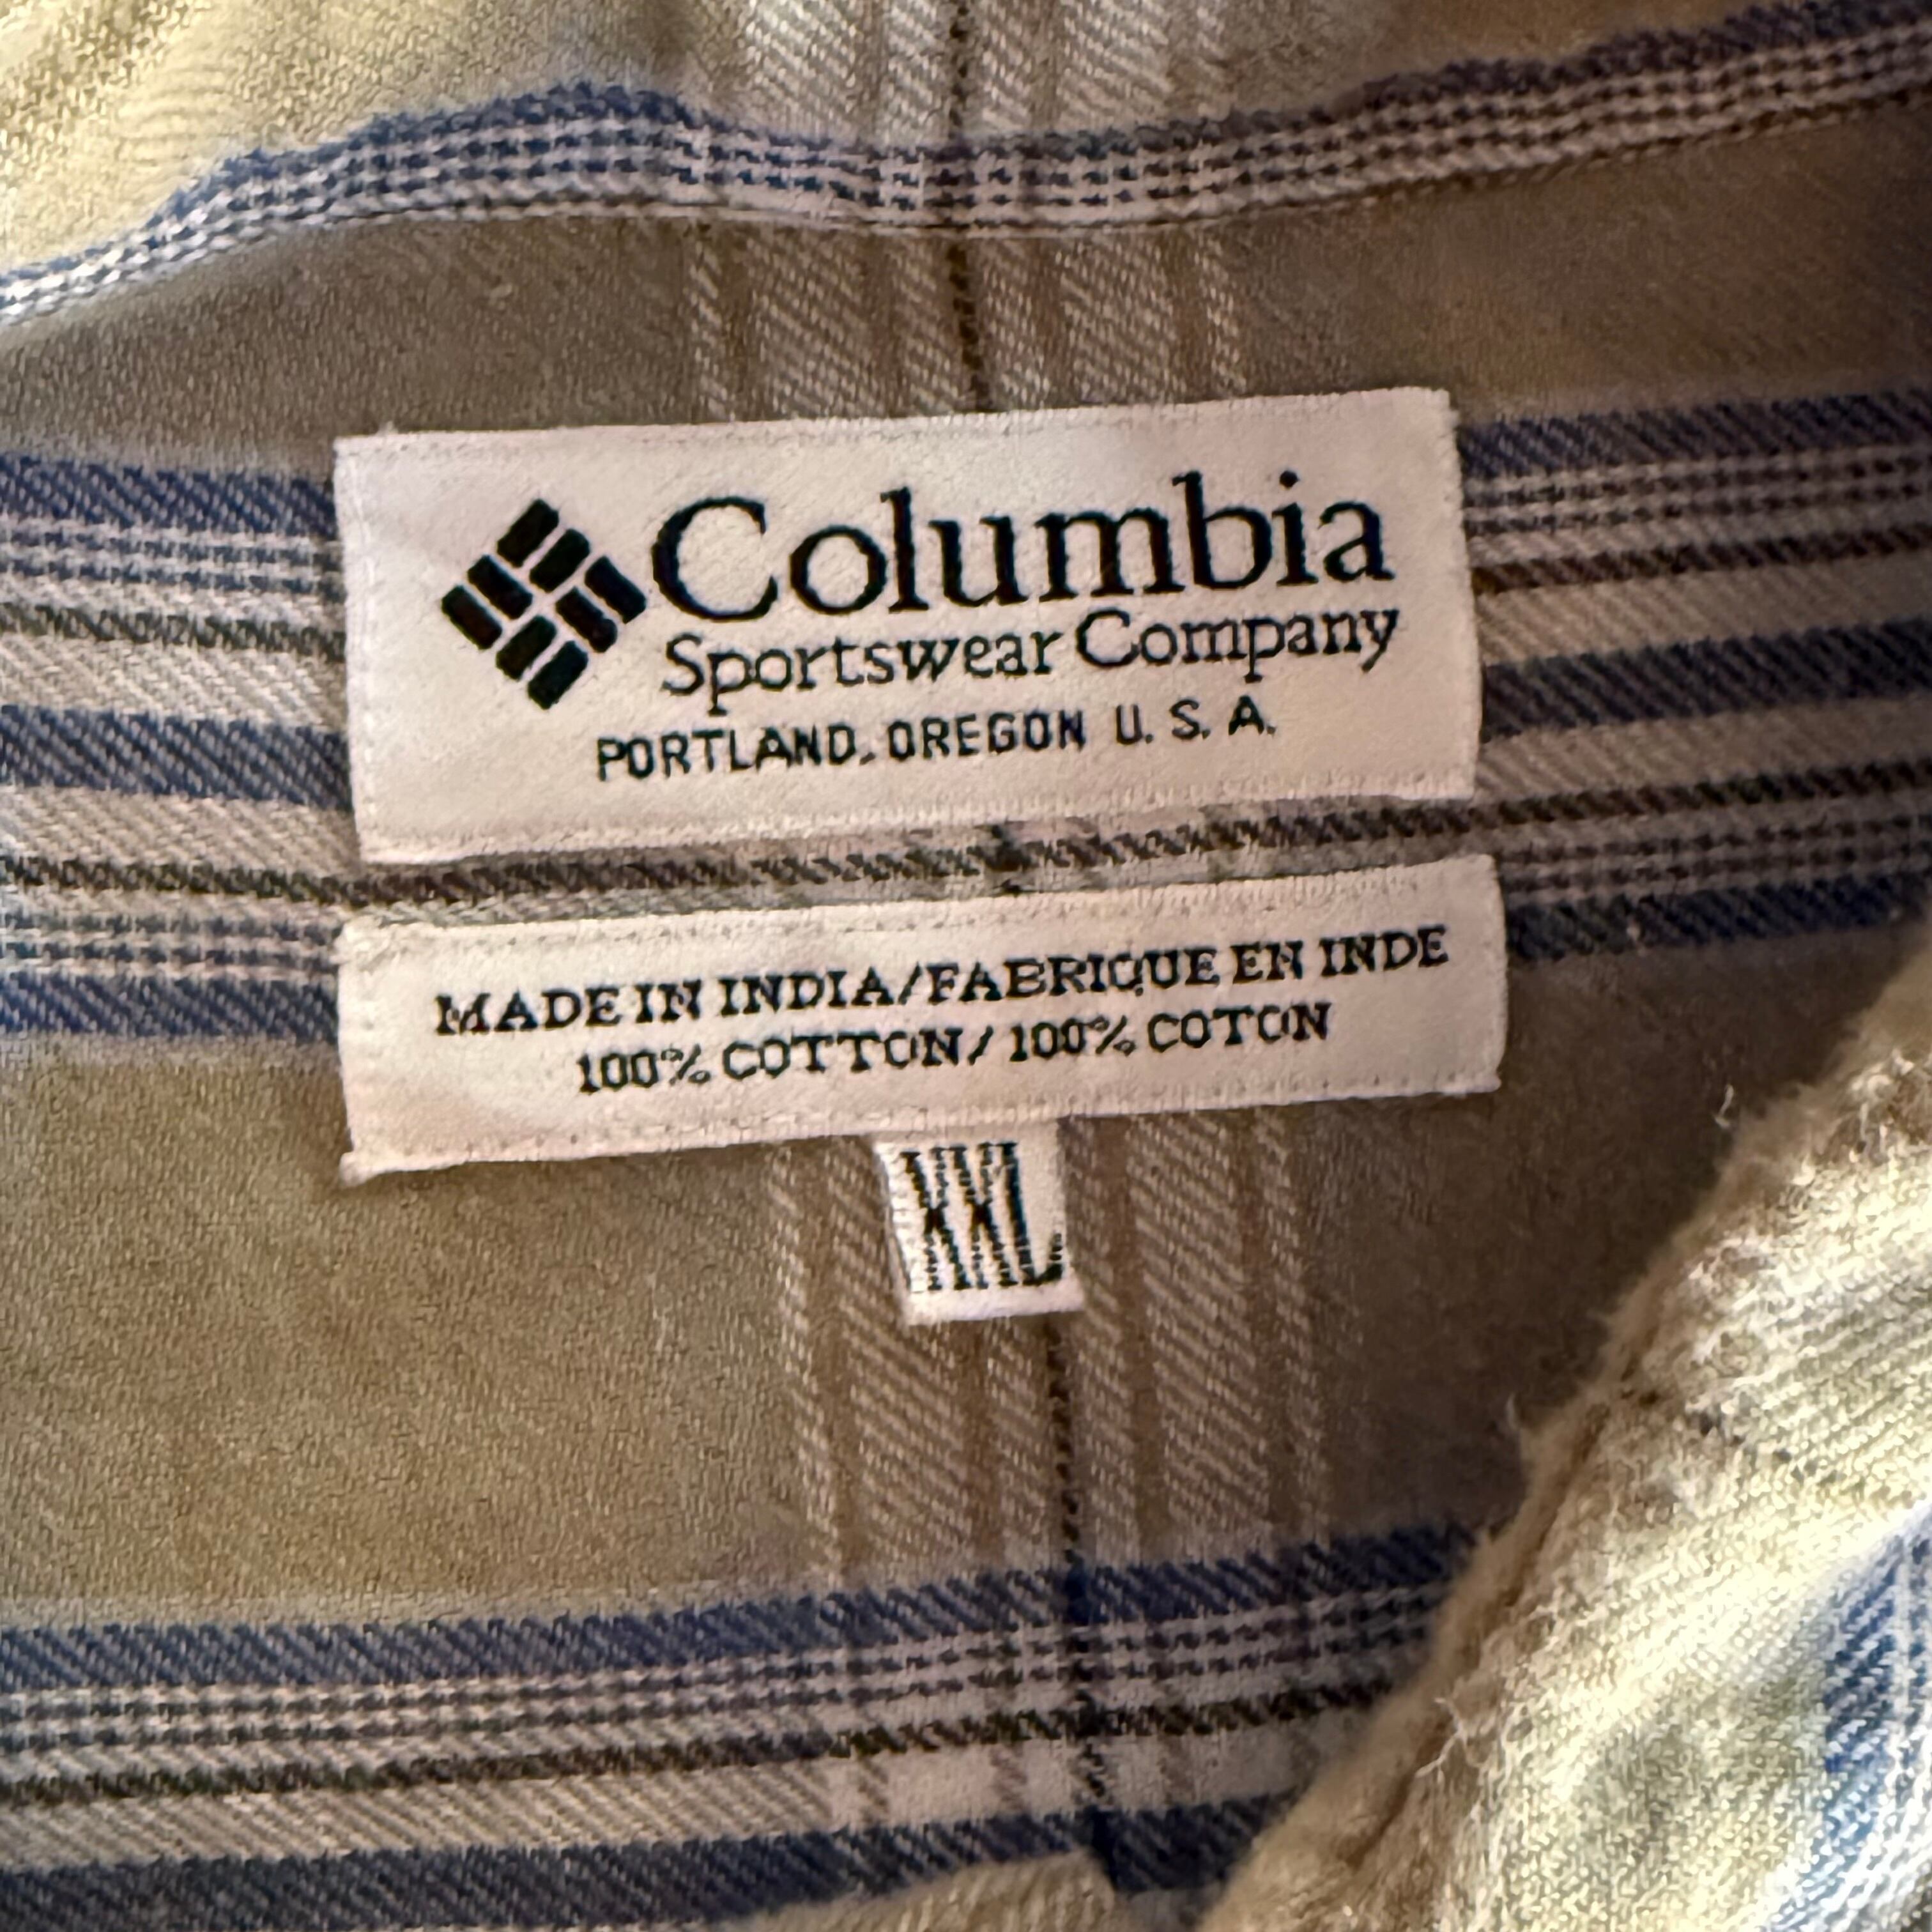 Columbia
Sportswear Company
PORTLAND, OREGON U. S. A.
MADE IN INDIA/FABRIQUE EN INDE
100% COTTON/ 100% COTON
XXL